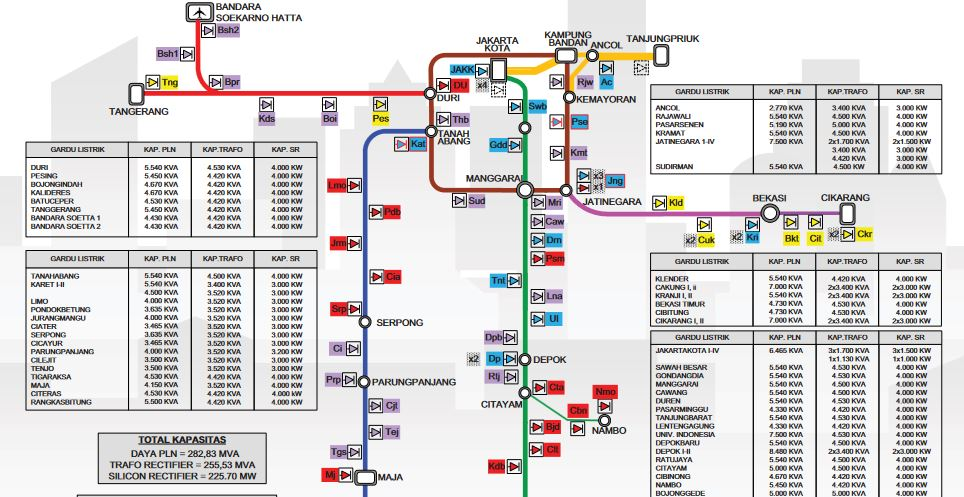 BANDARA
SOEKARNO HATTA
Bsh2
Bsh1
Tng
Bpr
TANGERANG
Kds
Boi
Pes
DURI
JAKARTA
KOTA
JAKK
x4
DU
KAMPUNG
BANDAN
ANCOL
TANJUNGPRIUK
Rjw
Ac
KEMAYORAN
Swb
Pse
Thb
TANAH
ABANG
Kat
Gdd
Kmt
MANGGARAI
x3
x1
Jng
JATINEGARA
Sud
Mri
Kld
BEKASI
CIKARANG
x2 Cuk
x2 Kri
Bkt
Cit
x2 Ckr
Lmo
Pdb
Caw
Drn
Jrm
Psm
Cia
Tnt
Lna
Srp
SERPONG
UI
Ci
Dpb
x2 Dp
DEPOK
Prp
PARUNGPANJANG
Rtj
Cta
CITAYAM
Nmo
Cbn
NAMBO
Cjt
Tej
Bjd
Tgs
Clt
Kdb
Mj
MAJA
GARDU LISTRIK KAP. PLN KAP.TRAFO KAP. SR
DURI 5.540 KVA 4.530 KVA 4.000 KW
PESING 5.450 KVA 4.420 KVA 4.000 KW
BOJONGINDAH 4.670 KVA 4.420 KVA 4.000 KW
KALIDERES 4.670 KVA 4.420 KVA 4.000 KW
BATUCEPER 4.530 KVA 4.420 KVA 4.000 KW
TANGGERANG 5.450 KVA 4.420 KVA 4.000 KW
BANDARA SOETTA 1 4.430 KVA 4.420 KVA 4.000 KW
BANDARA SOETTA 2 4.430 KVA 4.420 KVA 4.000 KW
GARDU LISTRIK KAP. PLN KAP.TRAFO KAP. SR
TANAHABANG 5.540 KVA 4.500 KVA 4.000 KW
KARET I-II 5.540 KVA 3.400 KVA 3.000 KW
4.500 KVA 3.520 KVA 3.000 KW
LIMO 4.000 KVA 3.520 KVA 3.000 KW
PONDOKBETUNG 3.635 KVA 3.520 KVA 3.000 KW
JURANGMANGU 4.000 KVA 3.520 KVA 3.000 KW
CIATER 3.465 KVA 3.520 KVA 3.000 KW
SERPONG 3.635 KVA 3.520 KVA 3.000 KW
CICAYUR 3.465 KVA 3.520 KVA 3.000 KW
PARUNGPANJANG 4.000 KVA 3.520 KVA 3.200 KW
CILEJIT 3.500 KVA 3.520 KVA 3.000 KW
TENJO 3.500 KVA 3.520 KVA 3.000 KW
TIGARAKSA 4.530 KVA 4.420 KVA 4.000 KW
MAJA 4.150 KVA 3.520 KVA 3.000 KW
CITERAS 4.530 KVA 4.420 KVA 4.000 KW
RANGKASBITUNG 5.500 KVA 4.420 KVA 4.000 KW
TOTAL KAPASITAS
DAYA PLN = 282,83 MVA
TRAFO RECTIFIER = 255,53 MVA
SILICON RECTIFIER = 225.70 MW
GARDU LISTRIK KAP. PLN KAP.TRAFO KAP. SR
ANCOL 2.770 KVA 3.400 KVA 3.000 KW
RAJAWALI 5.540 KVA 4.500 KVA 4.000 KW
PASARSENEN 5.190 KVA 5.000 KVA 4.000 KW
KRAMAT 5.540 KVA 4.500 KVA 4.000 KW
JATINEGARA 1-IV 7.500 KVA 2x1.700 KVA 2x1.500 KW
3.400 KVA 3.000 KW
4.420 KVA 3.000 KW
SUDIRMAN 5.540 KVA 4.500 KVA 4.000 KW
GARDU LISTRIK KAP. PLN KAP.TRAFO KAP. SR
KLENDER 5.540 KVA 4.420 KVA 4.000 KW
CAKUNG I, ii 7.000 KVA 2x3.400 KVA 2x3.000 KW
KRANJI I, II 5.540 KVA 2x3.400 KVA 2x3.000 KW
BEKASI TIMUR 4.730 KVA 4.530 KVA 4.000 KW
CIBITUNG 4.730 KVA 4.530 KVA 4.000 KW
CIKARANG I, II 7.000 KVA 2x3.400 KVA 2x3.000 KW
GARDU LISTRIK KAP. PLN KAP.TRAFO KAP. SR
JAKARTAKOTA I-IV 6.465 KVA 3x1.700 KVA 3x1.500 KW
1x1.130 KVA 1x1.000 KW
SAWAH BESAR 5.540 KVA 4.530 KVA 4.000 KW
GONDANGDIA 5.540 KVA 4.500 KVA 4.000 KW
MANGGARAI 5.540 KVA 4.500 KVA 4.000 KW
CAWANG 5.540 KVA 4.530 KVA 4.000 KW
DUREN 5.540 KVA 4.500 KVA 4.000 KW
PASARMINGGU 4.330 KVA 4.420 KVA 4.000 KW
TANJUNGBARAT 5.540 KVA 4.530 KVA 4.000 KW
LENTENGAGUNG 4.330 KVA 4.420 KVA 4.000 KW
UNIV. INDONESIA 7.500 KVA 4.530 KVA 4.000 KW
DEPOKBARU 5.540 KVA 4.500 KVA 4.000 KW
DEPOK I-II 8.480 KVA 2x3.400 KVA 2x3.000 KW
RATUJAYA 5.540 KVA 4.500 KVA 4.000 KW
CITAYAM 5.000 KVA 4.500 KVA 4.000 KW
CIBINONG 4.670 KVA 4.420 KVA 4.000 KW
NAMBO 5.450 KVA 4.420 KVA 4.000 KW
BOJONGGEDE 5.000 KVA 5.000 KVA 4.000 KW